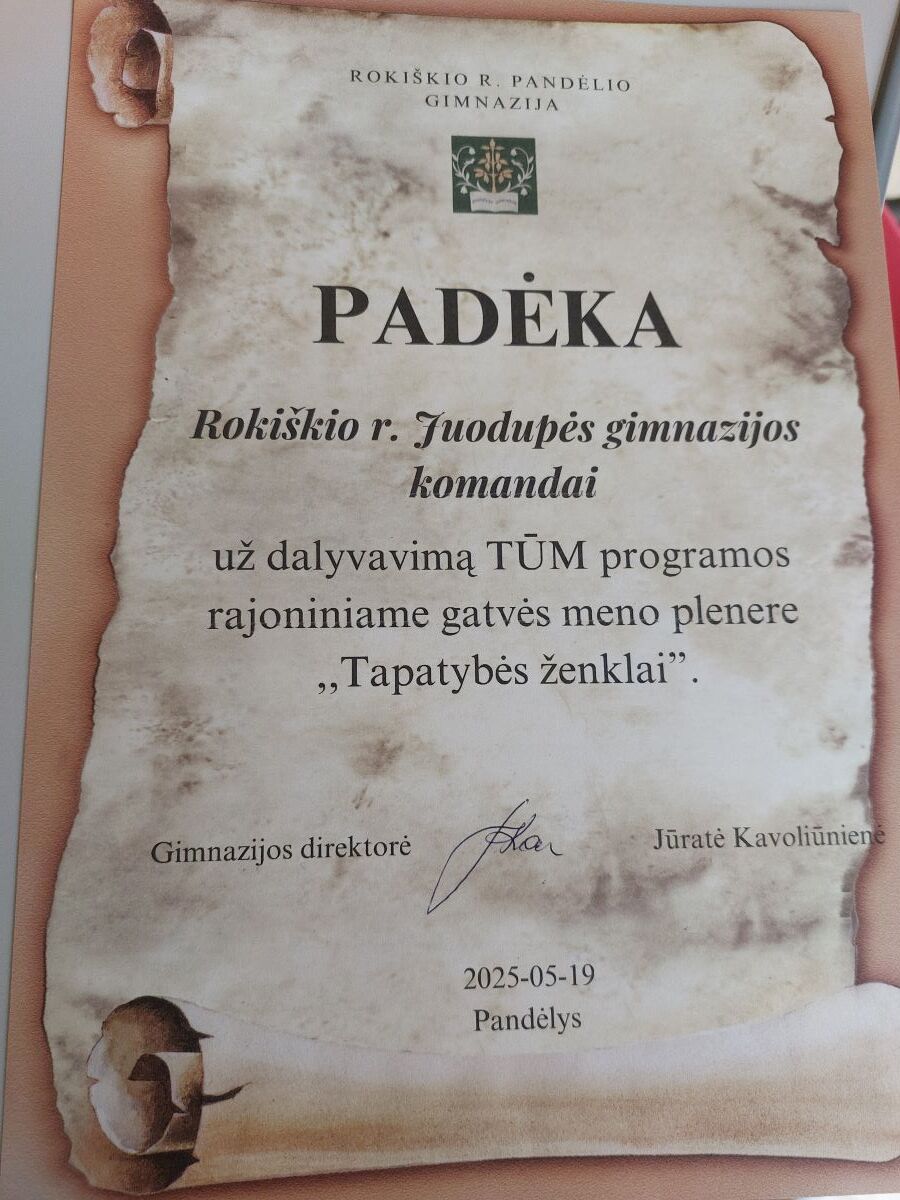 ROKIŠKIO R. PANDĖLIO
GIMNAZIJA
PADĖKA
Rokiškio r. Juodupės gimnazijos
komandai
už dalyvavimą TŪM programos
rajoniniame gatvės meno plenere
,,Tapatybės ženklai”.
Gimnazijos direktorė Jūratė Kavoliūnienė
2025-05-19
Pandėlys